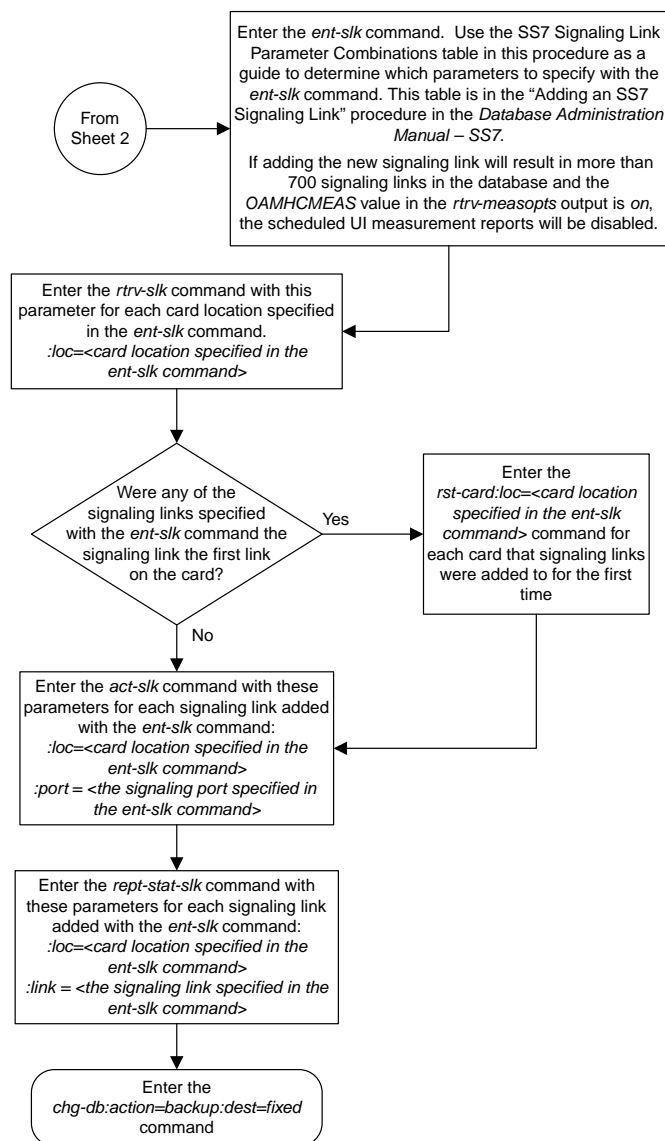 From
Sheet 2
Enter the ent-slk command. Use the SS7 Signaling Link
Parameter Combinations table in this procedure as a
guide to determine which parameters to specify with the
ent-slk command. This table is in the “Adding an SS7
Signaling Link” procedure in the Database Administration
Manual – SS7.
If adding the new signaling link will result in more than
700 signaling links in the database and the
OAMHCMEAS value in the rtrv-measopts output is on,
the scheduled UI measurement reports will be disabled.
Enter the rtrv-slk command with this
parameter for each card location specified
in the ent-slk command.
:loc=<card location specified in the
ent-slk command>
Were any of the
signaling links specified
with the ent-slk command the
signaling link the first link
on the card?
Yes
Enter the
rst-card:loc=<card location
specified in the ent-slk
command> command for
each card that signaling links
were added to for the first
time
No
Enter the act-slk command with these
parameters for each signaling link added
with the ent-slk command:
:loc=<card location specified in the
ent-slk command>
:port = <the signaling port specified in
the ent-slk command>
Enter the rept-stat-slk command with
these parameters for each signaling link
added with the ent-slk command:
:loc=<card location specified in the
ent-slk command>
:link = <the signaling link specified in the
ent-slk command>
Enter the
chg-db:action=backup:dest=fixed
command